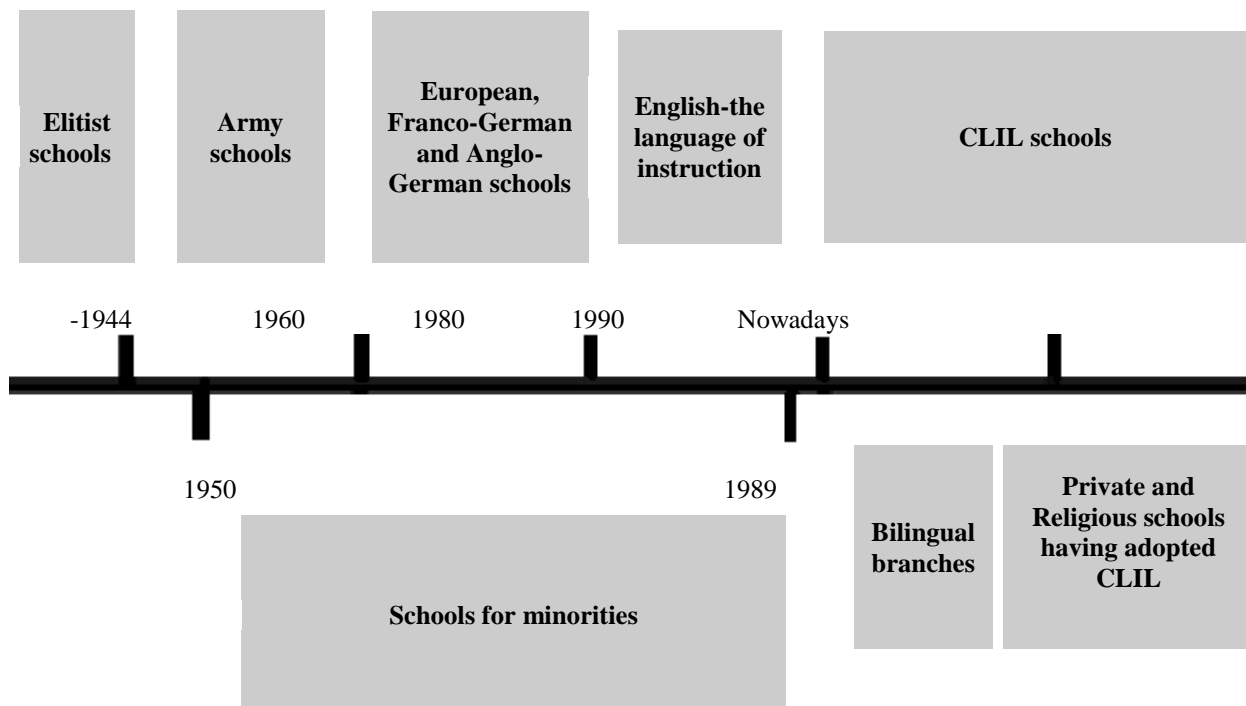 Elitist
schools
Army
schools
European,
Franco-German
and Anglo-
German schools
English-the
language of
instruction
CLIL schools
-1944
1960
1980
1990
Nowadays
1950
1989
Schools for minorities
Bilingual
branches
Private and
Religious schools
having adopted
CLIL